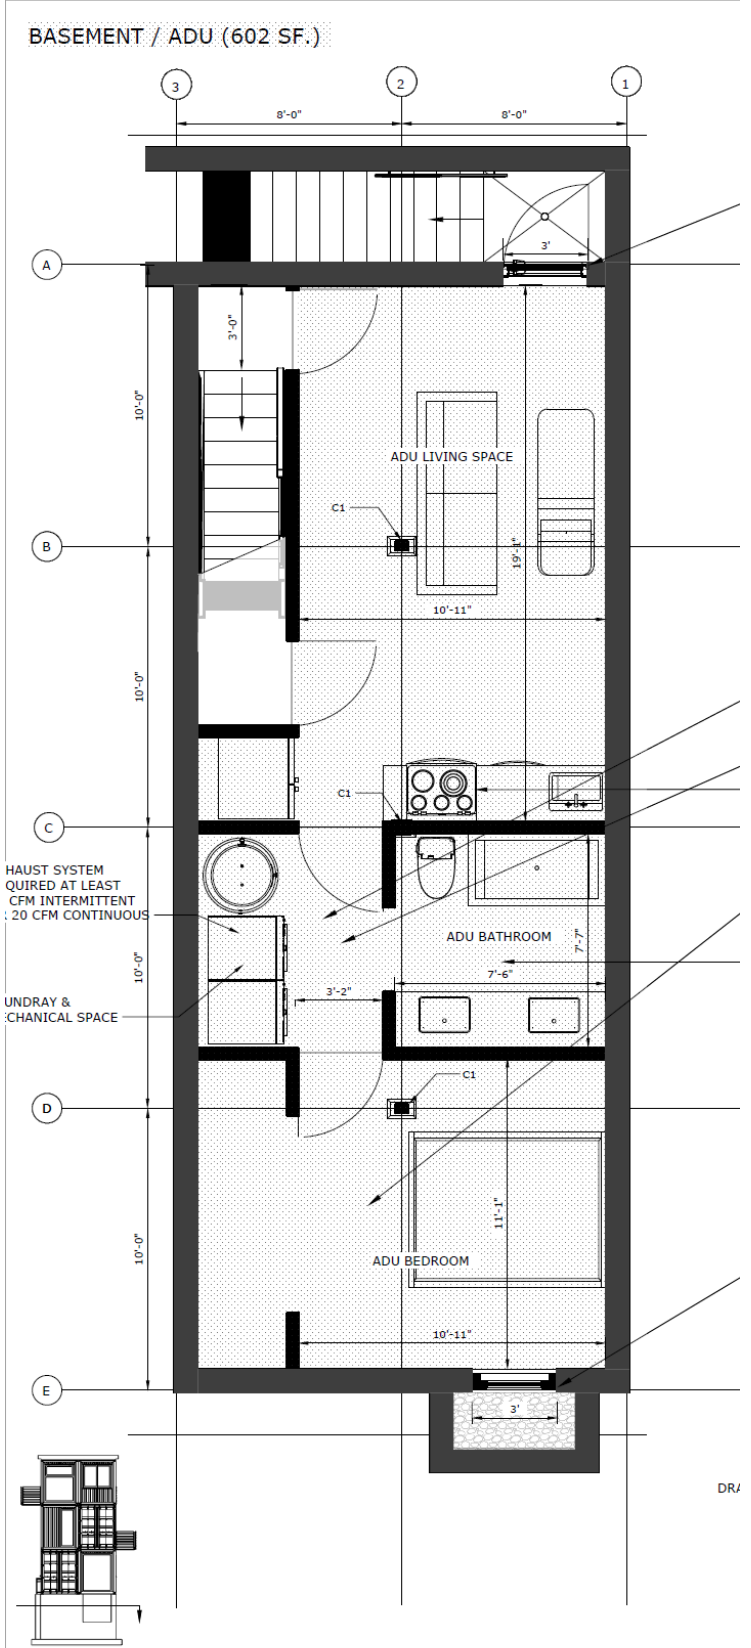 BASEMENT / ADU (602 SF.)
3
2
1
8'-0"
8'-0"
A
3'
3'-0"
10'-0"
ADU LIVING SPACE
C1
B
19'-1"
10'-11"
10'-0"
C1
C
HAUST SYSTEM
QUIRED AT LEAST
CFM INTERMITTENT
20 CFM CONTINUOUS
ADU BATHROOM
7'-7"
10'-0"
7'-6"
3'-2"
UNDRAY &
CHANICAL SPACE
C1
D
11'-1"
10'-0"
ADU BEDROOM
10'-11"
E
3'
DRA